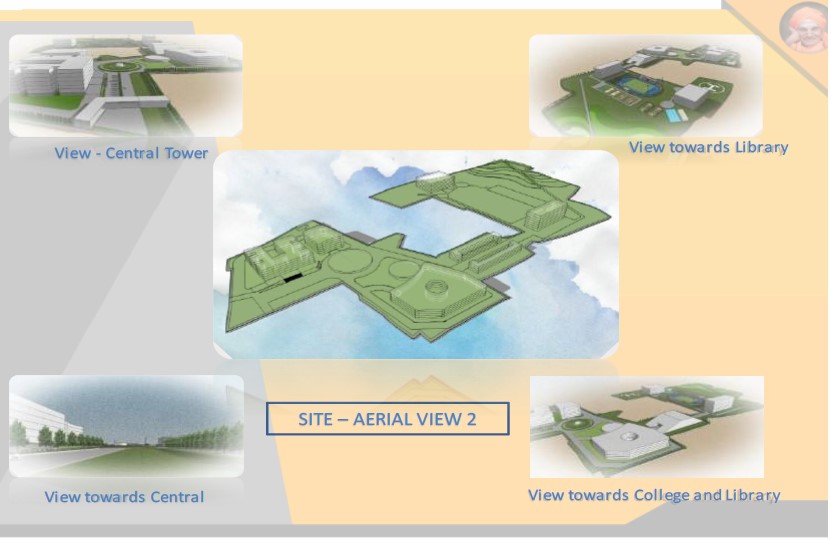 View - Central Tower
View towards Library
SITE – AERIAL VIEW 2
View towards Central
View towards College and Library